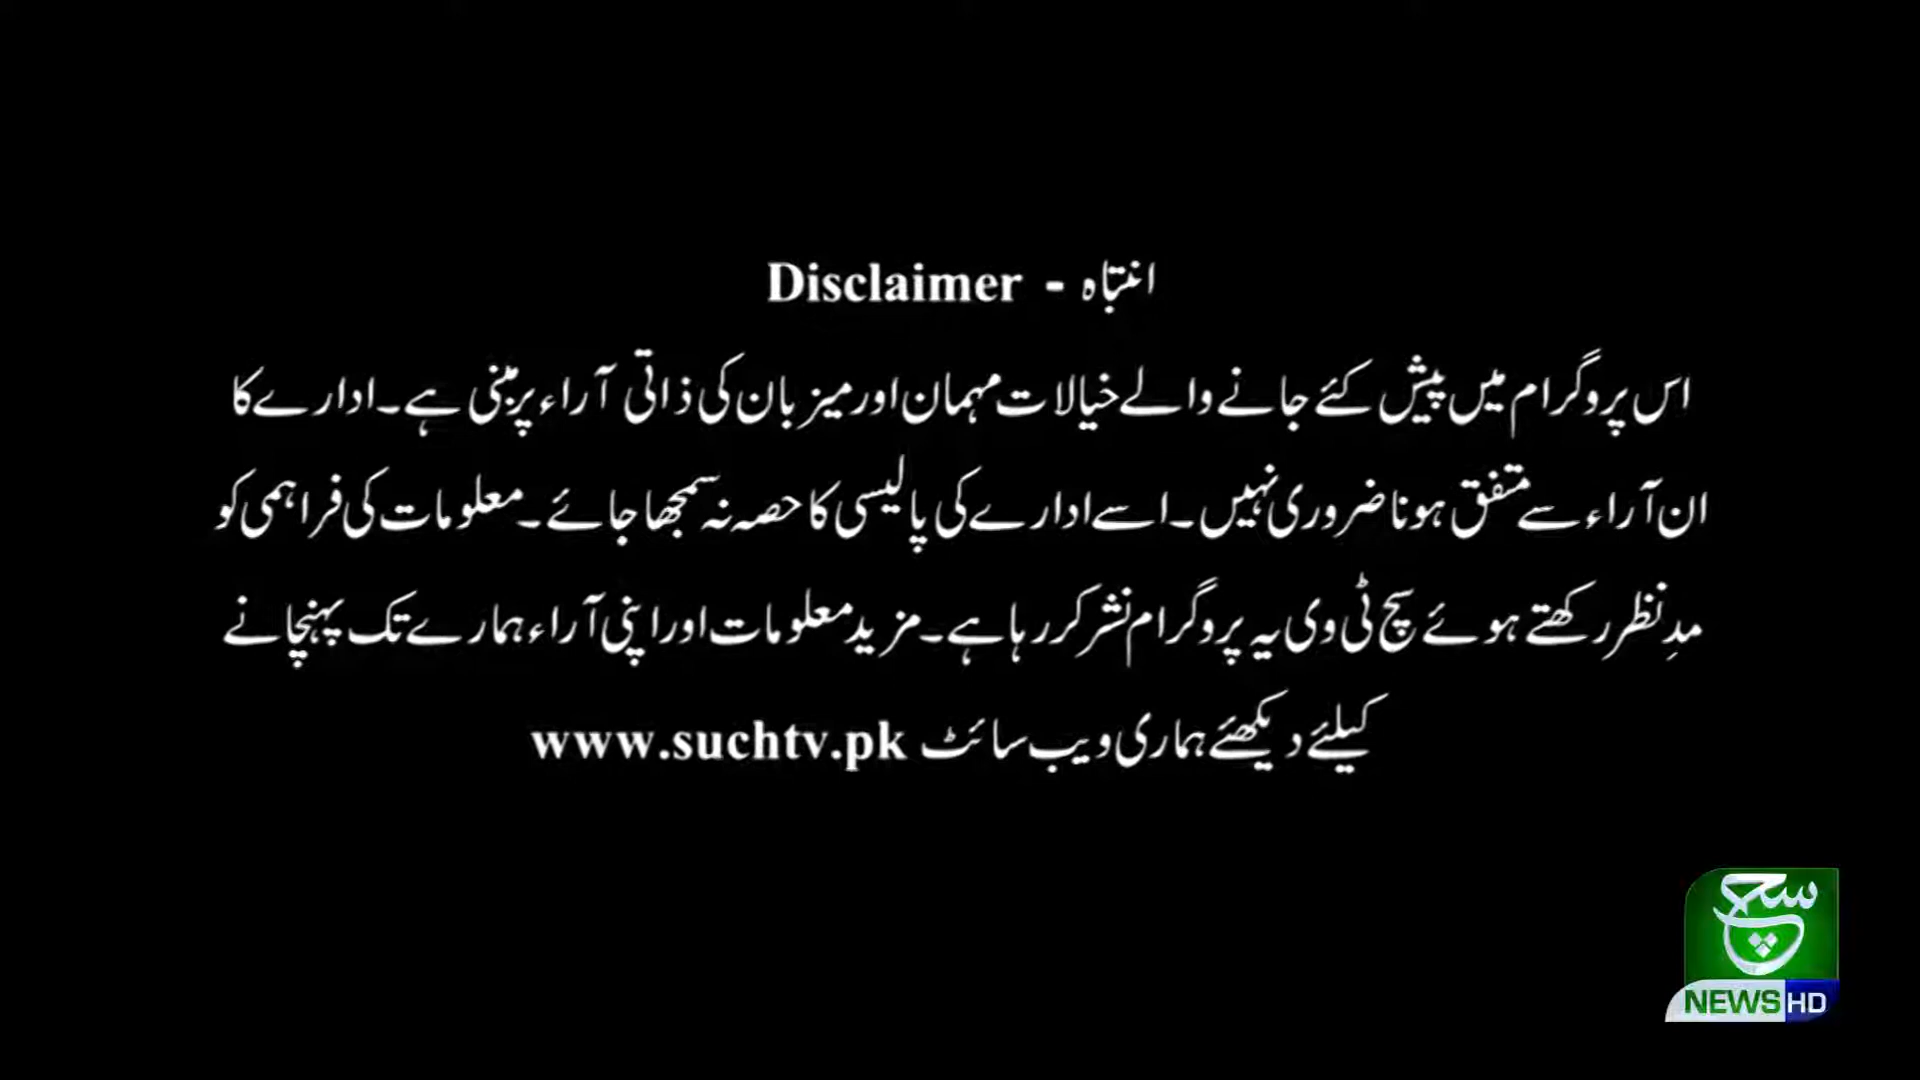 انتباہ - Disclaimer
اس پروگرام میں پیش کئے جانے والے خیالات مہمان اور میزبان کی ذاتی آراء پر مبنی ہے۔ ادارے کا
ان آراء سے متفق ہونا ضروری نہیں۔ اسے ادارے کی پالیسی کا حصہ نہ سمجھا جائے۔ معلومات کی فراہمی کو
مدِنظر رکھتے ہوئے سچ ٹی وی یہ پروگرام نشر کر رہا ہے۔ مزید معلومات اور اپنی آراء ہمارے تک پہنچانے
کیلئے دیکھئے ہماری ویب سائٹ www.suchtv.pk
سچ
NEWS HD